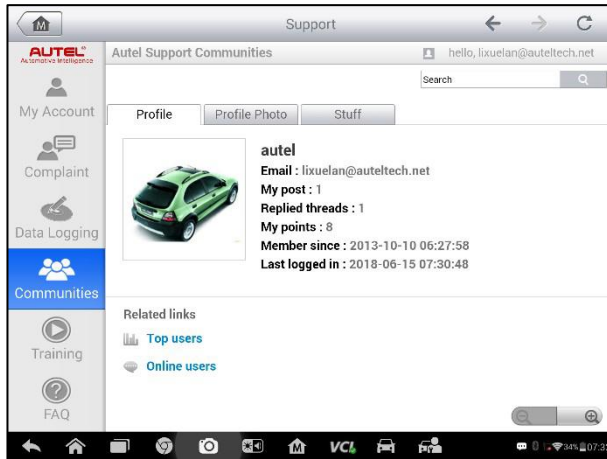 M
Support
AUTEL
Automotive Intelligence
Autel Support Communities
hello, lixuelan@auteltech.net
Search
My Account
Complaint
Data Logging
Communities
Training
FAQ
Profile
Profile Photo
Stuff
autel
Email : lixuelan@auteltech.net
My post : 1
Replied threads : 1
My points : 8
Member since : 2013-10-10 06:27:58
Last logged in : 2018-06-15 07:30:48
Related links
Top users
Online users
M
VCI
34%